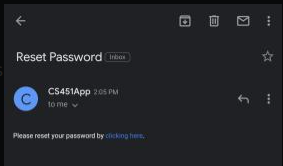 Reset Password Inbox
C
CS451App 2:05 PM
to me
Please reset your password by clicking here.